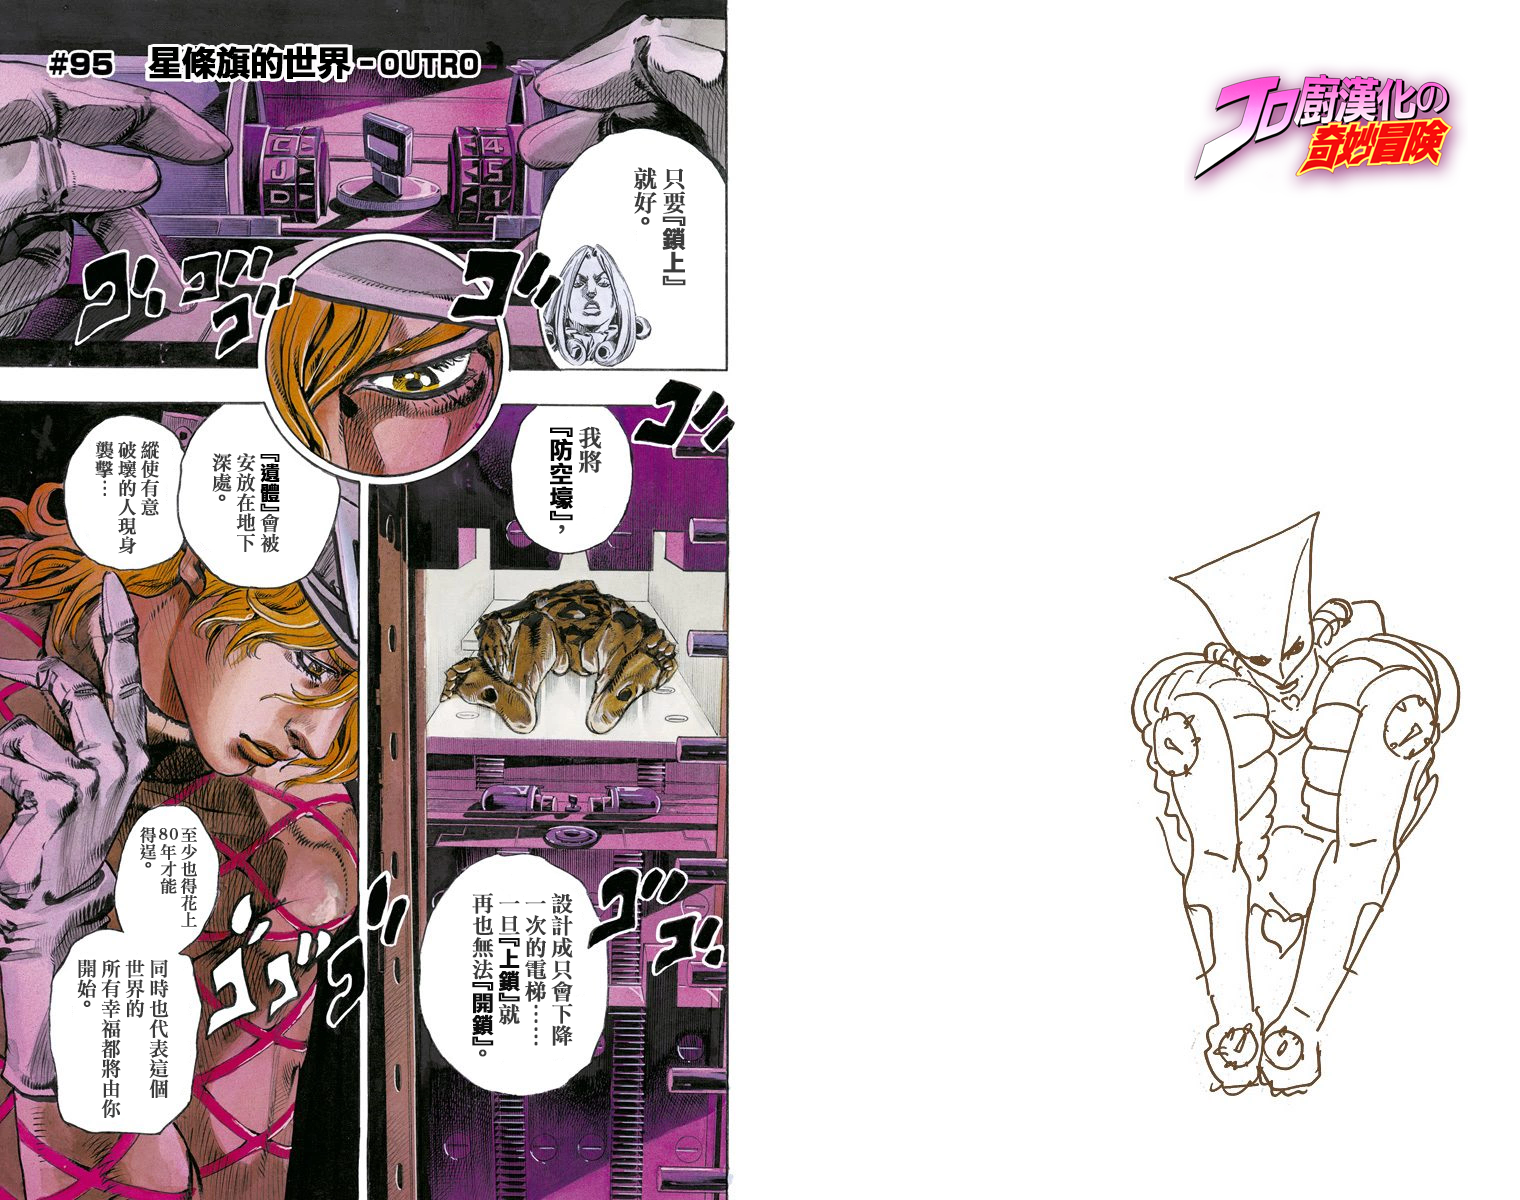 #95 星條旗的世界-OUTRO
JO廚漢化の
奇妙冒険
C
J
D
4
5
1
只要『鎖上』
就好。
ゴゴゴゴ
ゴゴ
我將
『防空壕』，
『遺體』會被
安放在地下
深處。
縱使有意
破壞的人現身
襲擊…
設計成只會下降
一次的電梯……
一旦『上鎖』就
再也無法『開鎖』。
ゴゴ
至少也得花上
80年才能
得逞。
同時也代表這個
世界的
所有幸福都將由你
開始。
ゴゴゴ